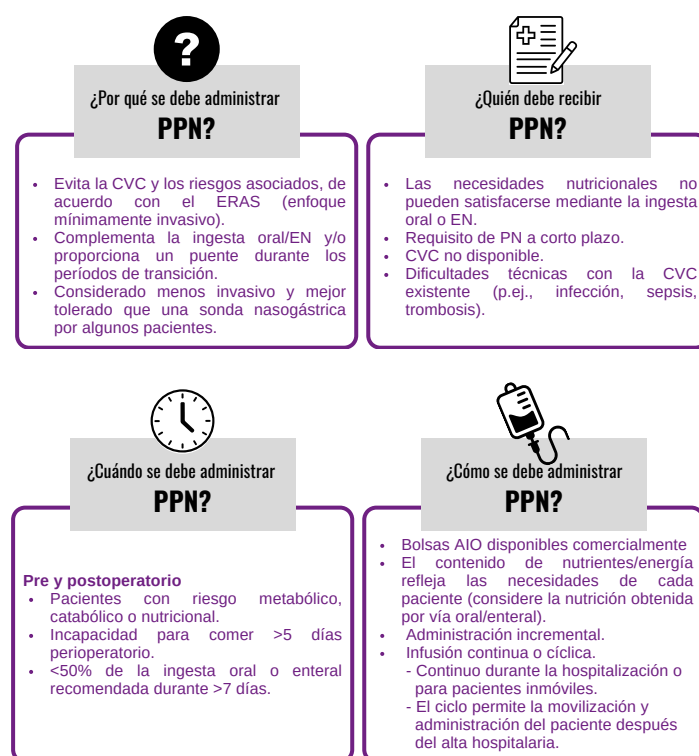 ¿Por qué se debe administrar
PPN?
• Evita la CVC y los riesgos asociados, de
acuerdo con el ERAS (enfoque
mínimamente invasivo).
• Complementa la ingesta oral/EN y/o
proporciona un puente durante los
períodos de transición.
• Considerado menos invasivo y mejor
tolerado que una sonda nasogástrica
por algunos pacientes.
¿Quién debe recibir
PPN?
• Las necesidades nutricionales no
pueden satisfacerse mediante la ingesta
oral o EN.
• Requisito de PN a corto plazo.
• CVC no disponible.
• Dificultades técnicas con la CVC
existente (p.ej., infección, sepsis,
trombosis).
¿Cuándo se debe administrar
PPN?
Pre y postoperatorio
• Pacientes con riesgo metabólico,
catabólico o nutricional.
• Incapacidad para comer >5 días
perioperatorio.
• <50% de la ingesta oral o enteral
recomendada durante >7 días.
¿Cómo se debe administrar
PPN?
• Bolsas AIO disponibles comercialmente
• El contenido de nutrientes/energía
refleja las necesidades de cada
paciente (considere la nutrición obtenida
por vía oral/enteral).
• Administración incremental.
• Infusión continua o cíclica.
- Continuo durante la hospitalización o
para pacientes inmóviles.
- El ciclo permite la movilización y
administración del paciente después
del alta hospitalaria.